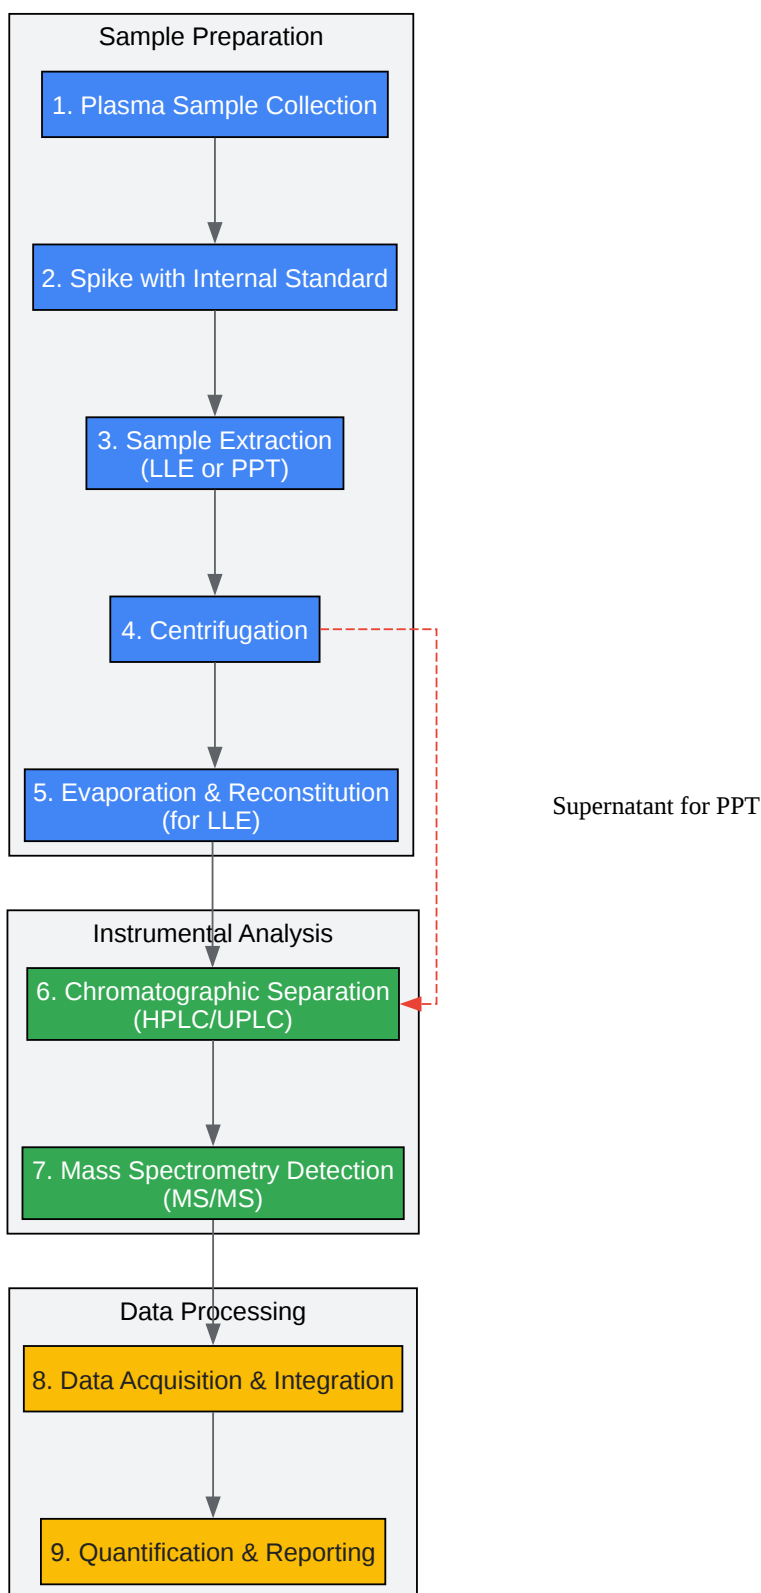 Sample Preparation
1. Plasma Sample Collection
2. Spike with Internal Standard
3. Sample Extraction
(LLE or PPT)
4. Centrifugation
5. Evaporation & Reconstitution
(for LLE)
Supernatant for PPT
Instrumental Analysis
6. Chromatographic Separation
(HPLC/UPLC)
7. Mass Spectrometry Detection
(MS/MS)
Data Processing
8. Data Acquisition & Integration
9. Quantification & Reporting